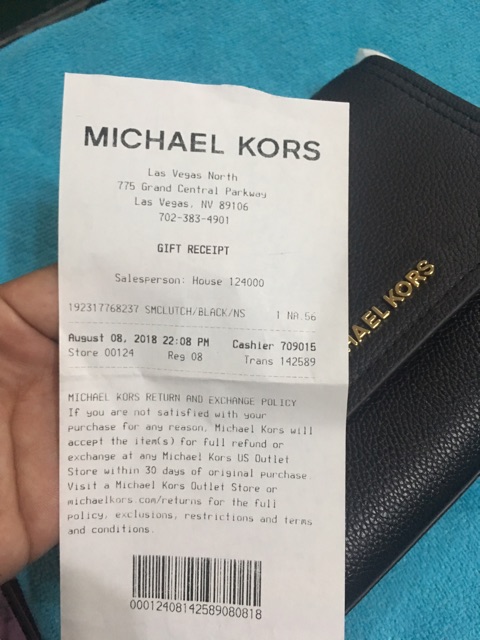 MICHAEL KORS
Las Vegas North
775 Grand Central Parkway
Las Vegas, NV 89106
702-383-4901
GIFT RECEIPT
Salesperson: House 124000
192317768237 SMCLUTCH/BLACK/NS 1 NA.56
August 08, 2018 22:08 PM Cashier 709015
Store 00124 Reg 08 Trans 142589
MICHAEL KORS RETURN AND EXCHANGE POLICY
If you are not satisfied with your
purchase for any reason, Michael Kors will
accept the item(s) for full refund or
exchange at any Michael Kors US Outlet
Store within 30 days of original purchase
Visit a Michael Kors Outlet Store or
michaelkors.com/returns for the full
policy, exclusions, restrictions and terms
and conditions.
00012408142589080818
HAEL KORS